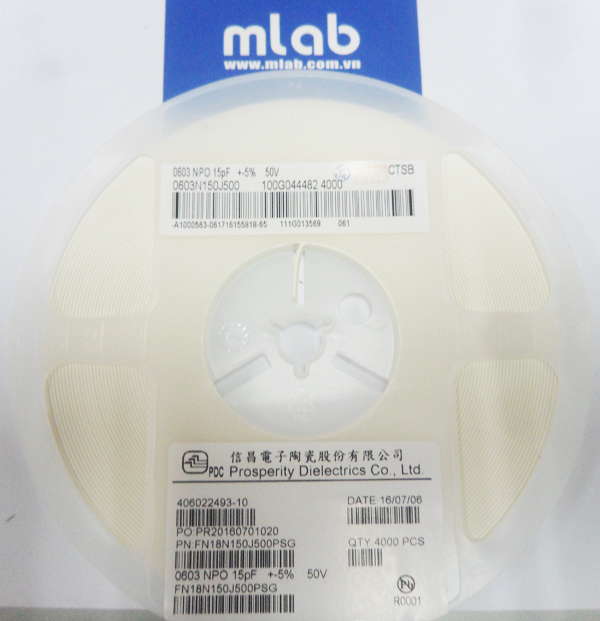 mlab
www.mlab.com.vn
0603 NPO 15pF +-5% 50V CTSB
0603N150J500 100G044482 4000
-A1000563-061716155818-65 111G013569 061
信昌電子陶瓷股份有限公司
PDC Prosperity Dielectrics Co., Ltd.
406022493-10 DATE 16/07/06
PO:PR20160701020
PN:FN18N150J500PSG QTY 4000 PCS
0603 NPO 15pF +-5% 50V
FN18N150J500PSG
R0001